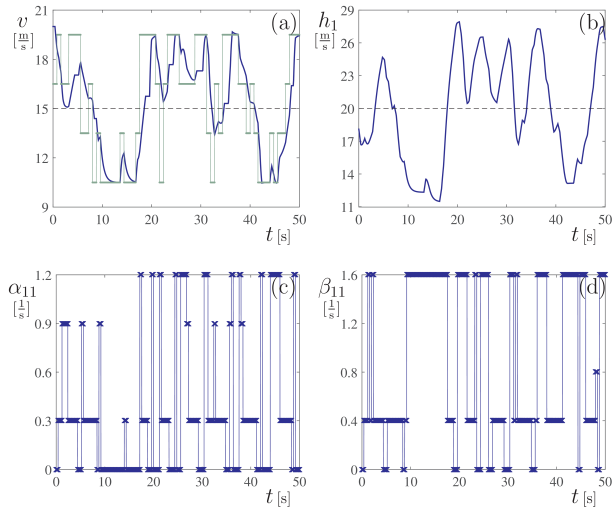 v
[m/s]
(a)
21
18
15
12
9
0 10 20 30 40 50
t [s]
h₁
[m/s]
(b)
29
26
23
20
17
14
11
0 10 20 30 40 50
t [s]
α₁₁
[1/s]
(c)
1.2
0.9
0.6
0.3
0
0 10 20 30 40 50
t [s]
β₁₁
[1/s]
(d)
1.6
1.2
0.8
0.4
0
0 10 20 30 40 50
t [s]